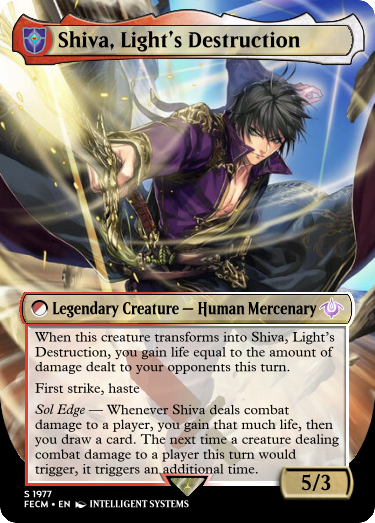 Shiva, Light's Destruction
Legendary Creature — Human Mercenary
When this creature transforms into Shiva, Light's
Destruction, you gain life equal to the amount of
damage dealt to your opponents this turn.
First strike, haste
Sol Edge — Whenever Shiva deals combat
damage to a player, you gain that much life, then
you draw a card. The next time a creature dealing
combat damage to a player this turn would
trigger, it triggers an additional time.
5/3
S 1977
FECM • EN INTELLIGENT SYSTEMS